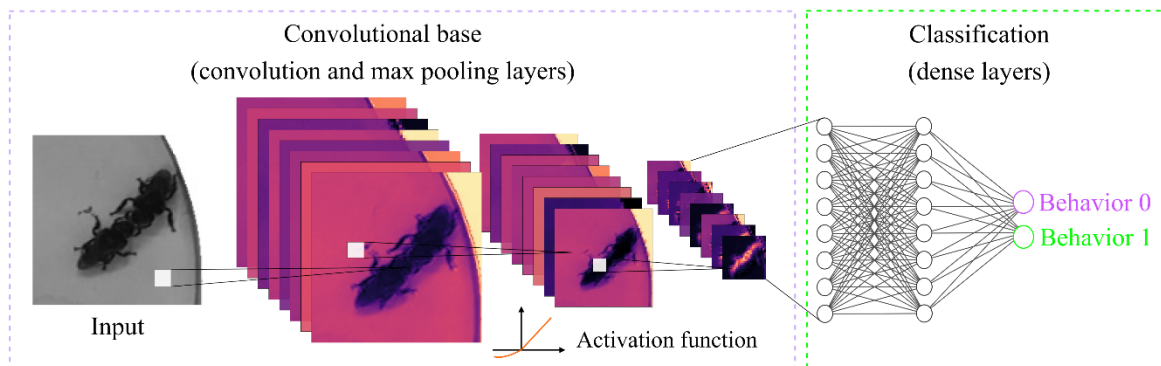 Convolutional base
(convolution and max pooling layers)
Classification
(dense layers)
Input
Activation function
Behavior 0
Behavior 1